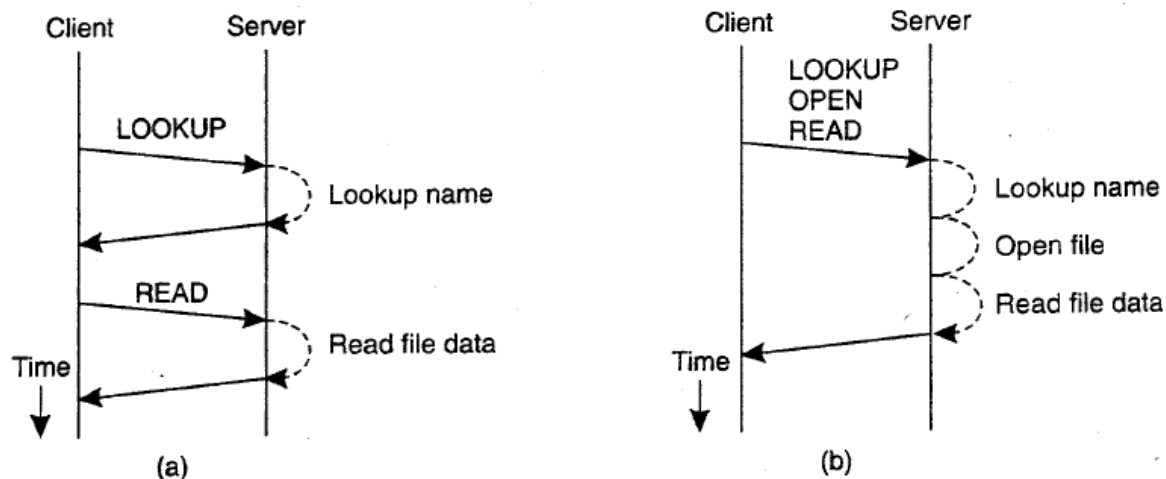 Client
Server
LOOKUP
Lookup name
READ
Read file data
Time
(a)
Client
Server
LOOKUP
OPEN
READ
Lookup name
Open file
Read file data
Time
(b)